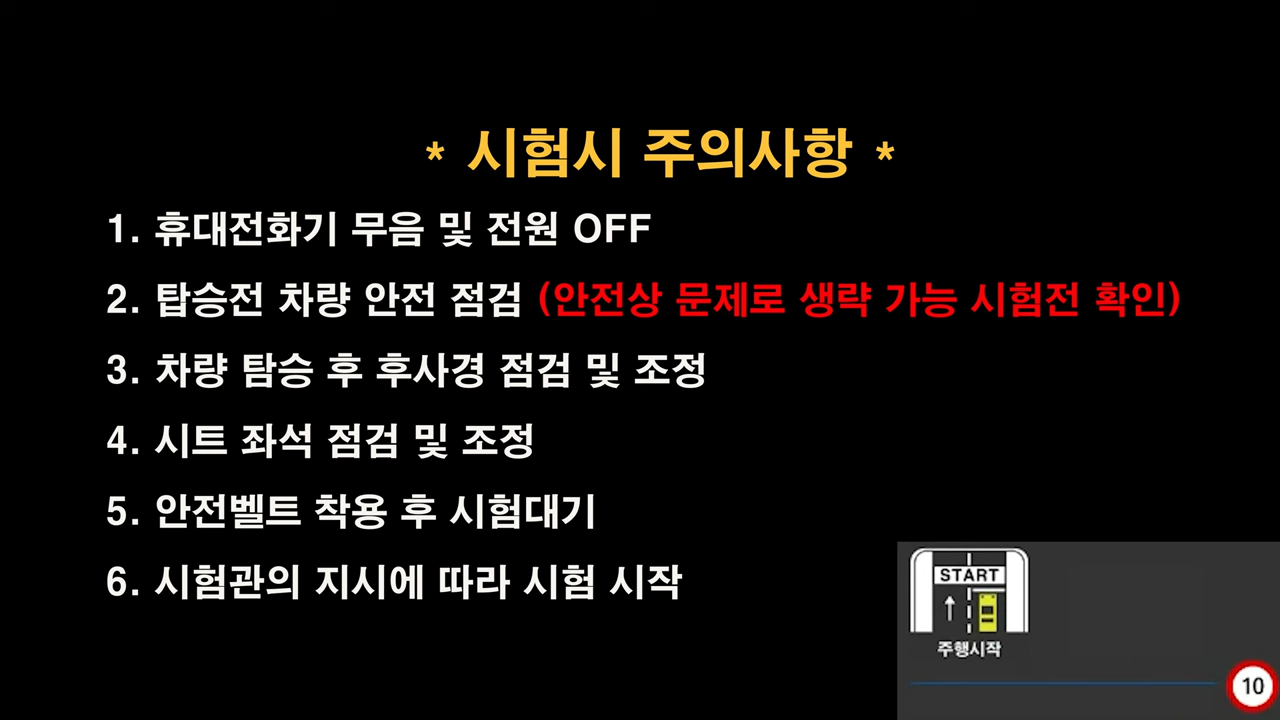 * 시험시 주의사항 *
1. 휴대전화기 무음 및 전원 OFF
2. 탑승전 차량 안전 점검 (안전상 문제로 생략 가능 시험전 확인)
3. 차량 탐승 후 후사경 점검 및 조정
4. 시트 좌석 점검 및 조정
5. 안전벨트 착용 후 시험대기
6. 시험관의 지시에 따라 시험 시작
START
주행시작
10